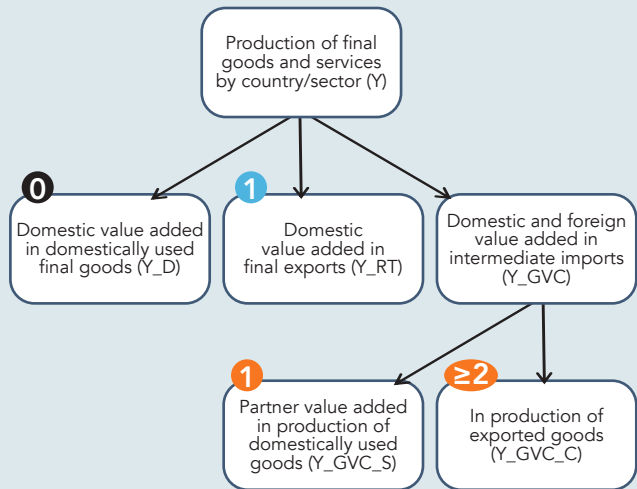 Production of final
goods and services
by country/sector (Y)
0
Domestic value added
in domestically used
final goods (Y_D)
1
Domestic
value added in
final exports (Y_RT)
Domestic and foreign
value added in
intermediate imports
(Y_GVC)
1
Partner value added
in production of
domestically used
goods (Y_GVC_S)
≥2
In production of
exported goods
(Y_GVC_C)